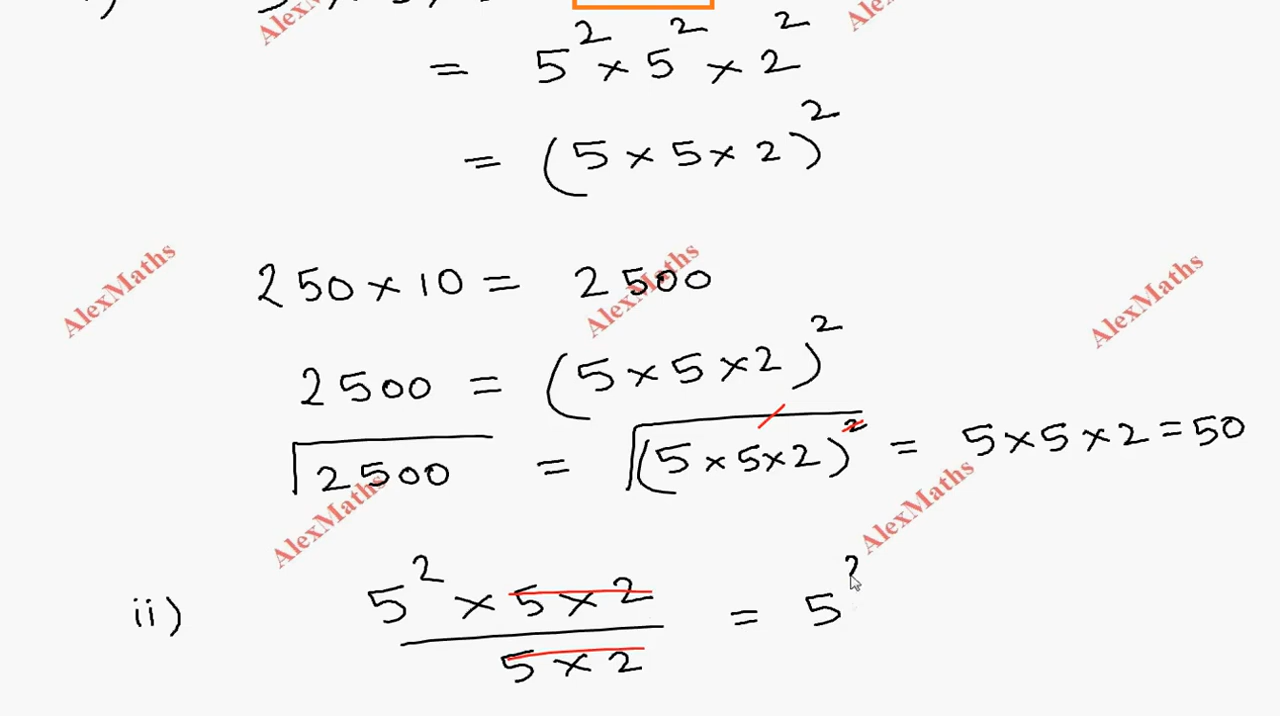 = 5² × 5² × 2²
= (5 × 5 × 2)²
AlexMaths
AlexMaths
AlexMaths
250 × 10 = 2500
2500 = (5 × 5 × 2)²
√2500 = √(5 × 5 × 2)² = 5 × 5 × 2 = 50
AlexMaths
AlexMaths
ii) 5² × 5 × 2 / 5 × 2 = 5²